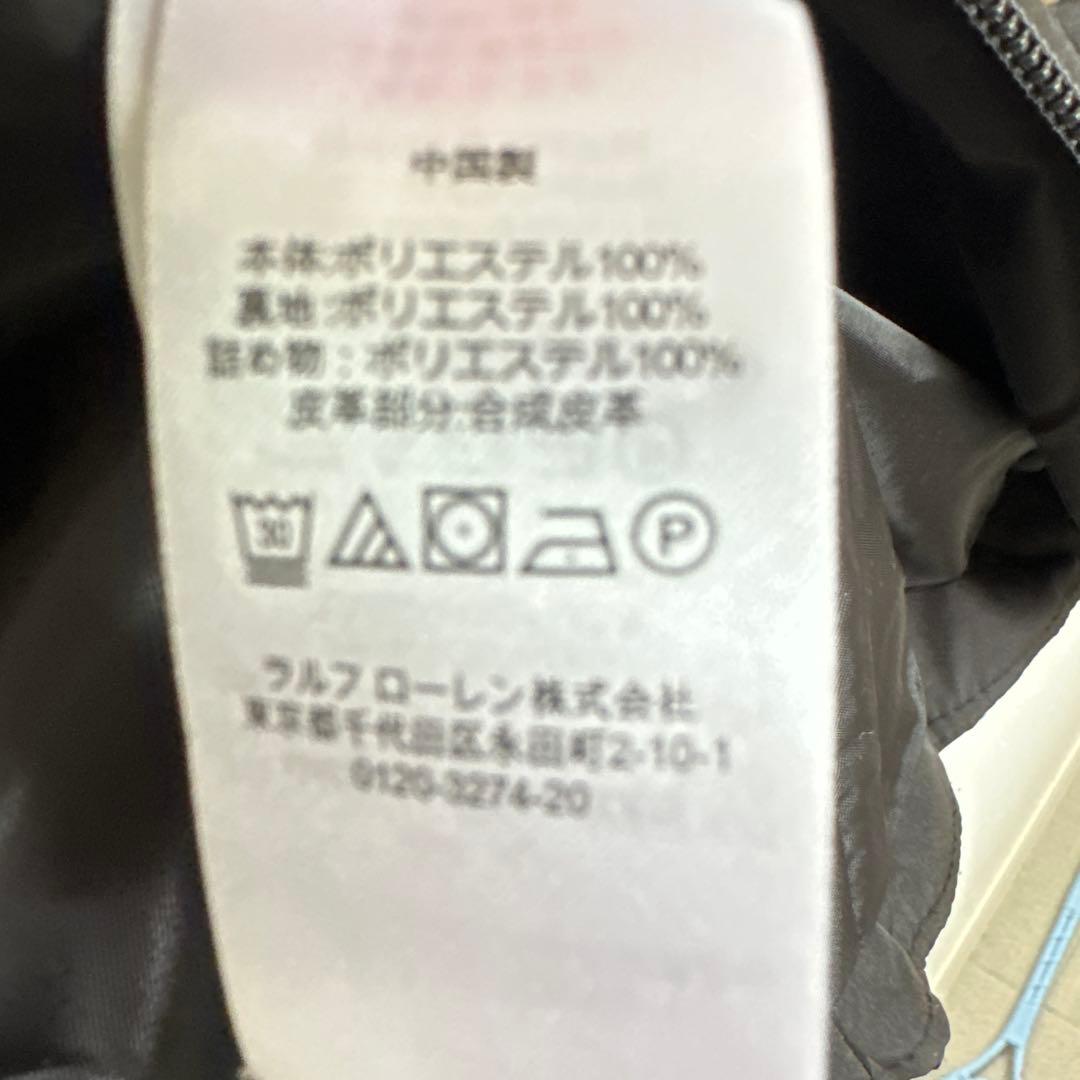 中国製
本体:ポリエステル100%
裏地:ポリエステル100%
詰め物:ポリエステル100%
皮革部分:合成皮革
30
P
ラルフ ローレン株式会社
東京都千代田区永田町2-10-1
0120-3274-20